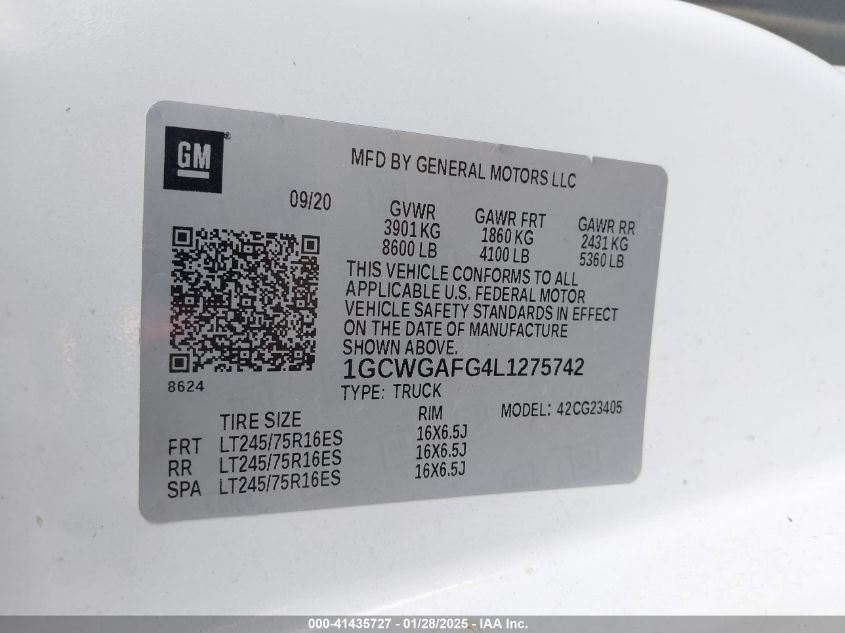 GM
MFD BY GENERAL MOTORS LLC
09/20
GVWR GAWR FRT GAWR RR
3901 KG 1860 KG 2431 KG
8600 LB 4100 LB 5360 LB
THIS VEHICLE CONFORMS TO ALL
APPLICABLE U.S. FEDERAL MOTOR
VEHICLE SAFETY STANDARDS IN EFFECT
ON THE DATE OF MANUFACTURE
SHOWN ABOVE.
8624
1GCWGAFG4L1275742
TYPE: TRUCK
MODEL: 42CG23405
TIRE SIZE RIM
FRT LT245/75R16ES 16X6.5J
RR LT245/75R16ES 16X6.5J
SPA LT245/75R16ES 16X6.5J
000-41435727 - 01/28/2025 - IAA Inc.